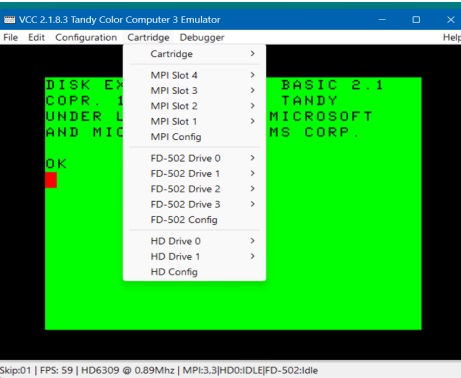 VCC 2.1.8.3 Tandy Color Computer 3 Emulator
File Edit Configuration Cartridge Debugger Help
Cartridge >
MPI Slot 4 >
MPI Slot 3 >
MPI Slot 2 >
MPI Slot 1 >
MPI Config
FD-502 Drive 0 >
FD-502 Drive 1 >
FD-502 Drive 2 >
FD-502 Drive 3 >
FD-502 Config
HD Drive 0 >
HD Drive 1 >
HD Config
DISK EX BASIC 2.1
COPR. 1 TANDY
UNDER L MICROSOFT
AND MIC MS CORP.
OK
Skip:01 | FPS: 59 | HD6309 @ 0.89Mhz | MPI:3,3|HD0:IDLE|FD-502:Idle